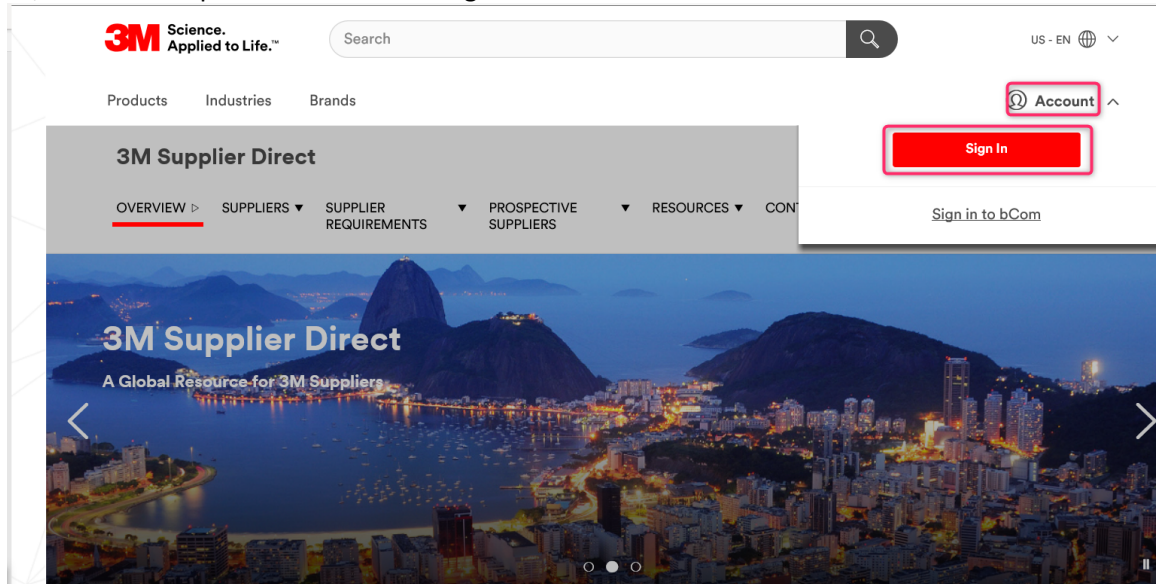 Science.
3M Applied to Life.™
Search
US - EN
Products Industries Brands
Account
Sign In
Sign in to bCom
3M Supplier Direct
OVERVIEW ▷ SUPPLIERS ▼ SUPPLIER REQUIREMENTS ▼ PROSPECTIVE SUPPLIERS ▼ RESOURCES ▼ CON
3M Supplier Direct
A Global Resource for 3M Suppliers